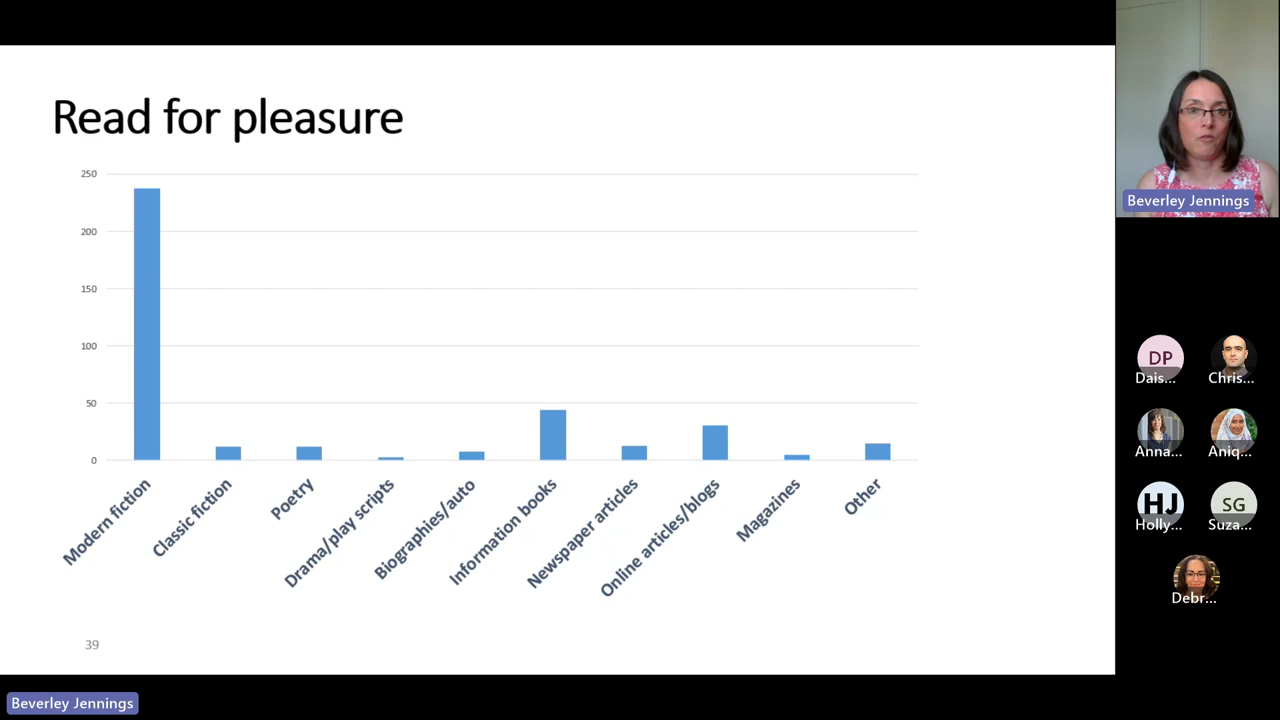 Read for pleasure
250
200
150
100
50
0
Modern fiction
Classic fiction
Poetry
Drama/play scripts
Biographies/auto
Information books
Newspaper articles
Online articles/blogs
Magazines
Other
39
Beverley Jennings
Beverley Jennings
DP
Dais...
Chris...
Anna...
Aniq...
HJ
Holly...
SG
Suza...
Debr...